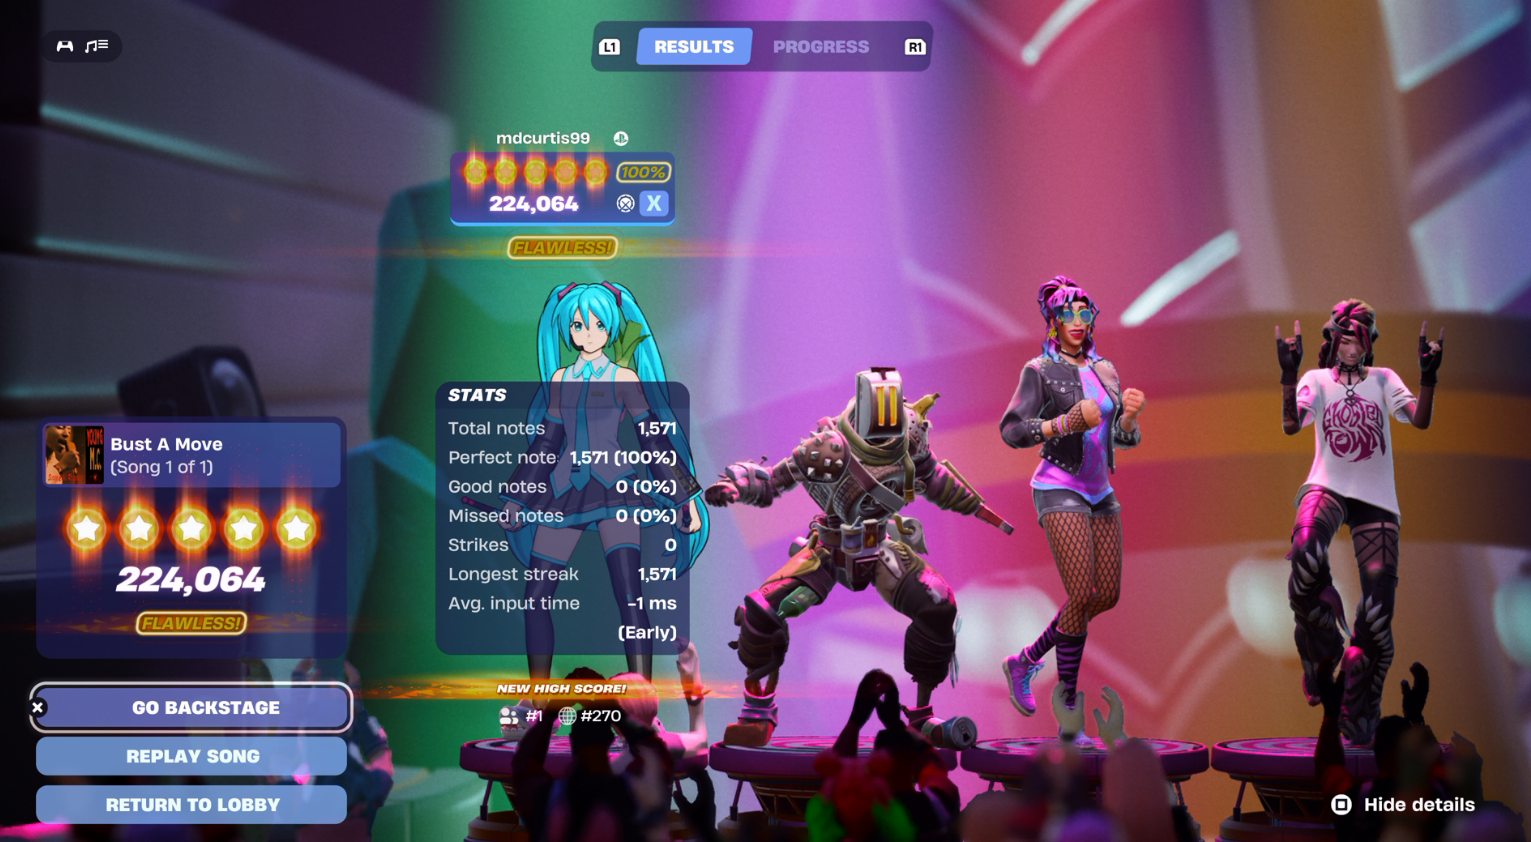 L1 RESULTS PROGRESS R1
mdcurtis99
100%
224,064 X
FLAWLESS!
STATS
Total notes 1,571
Perfect note 1,571 (100%)
Good notes 0 (0%)
Missed notes 0 (0%)
Strikes 0
Longest streak 1,571
Avg. input time -1 ms
(Early)
NEW HIGH SCORE!
#1 #270
YOUNG
M.C.
Bust A Move
(Song 1 of 1)
224,064
FLAWLESS!
GO BACKSTAGE
REPLAY SONG
RETURN TO LOBBY
GHOSTED
TOWN
Hide details